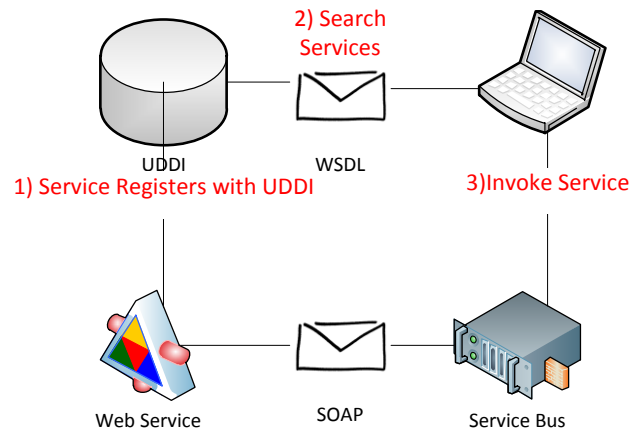 2) Search
Services
UDDI
WSDL
1) Service Registers with UDDI
3)Invoke Service
Web Service
SOAP
Service Bus